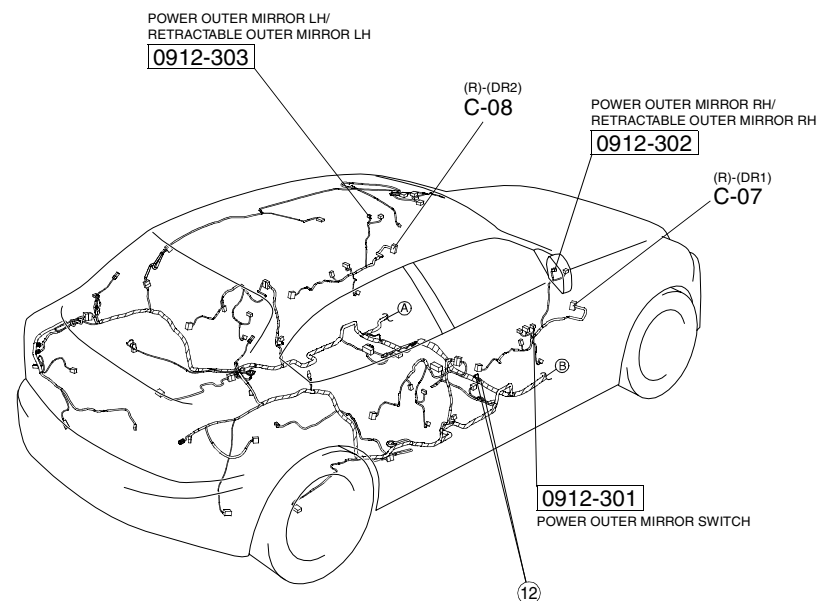 POWER OUTER MIRROR LH/
RETRACTABLE OUTER MIRROR LH
0912-303
(R)-(DR2)
C-08
POWER OUTER MIRROR RH/
RETRACTABLE OUTER MIRROR RH
0912-302
(R)-(DR1)
C-07
A
B
0912-301
POWER OUTER MIRROR SWITCH
12